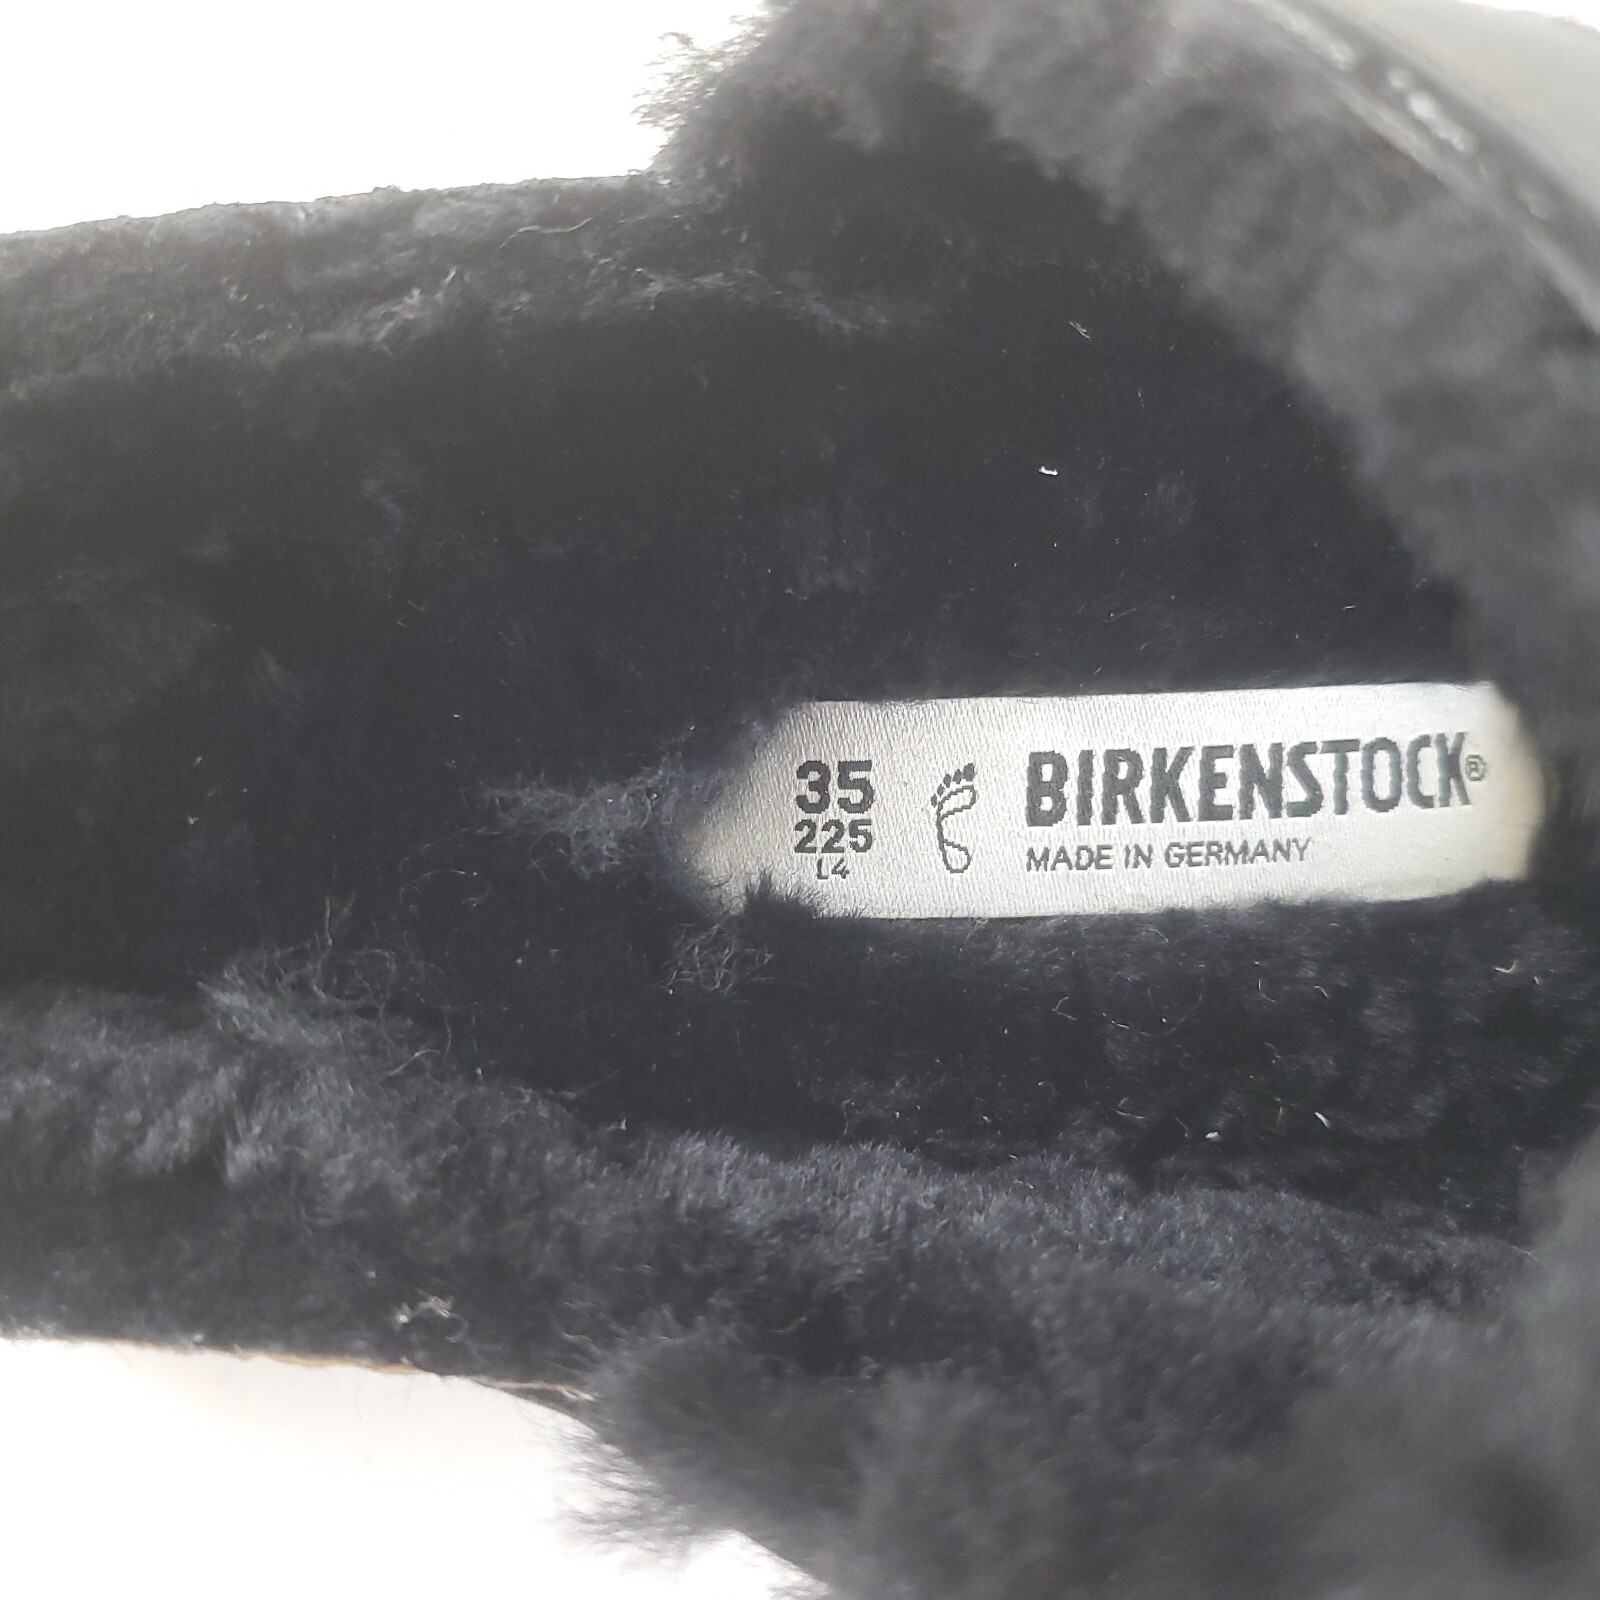 35
225
L4
BIRKENSTOCK®
MADE IN GERMANY